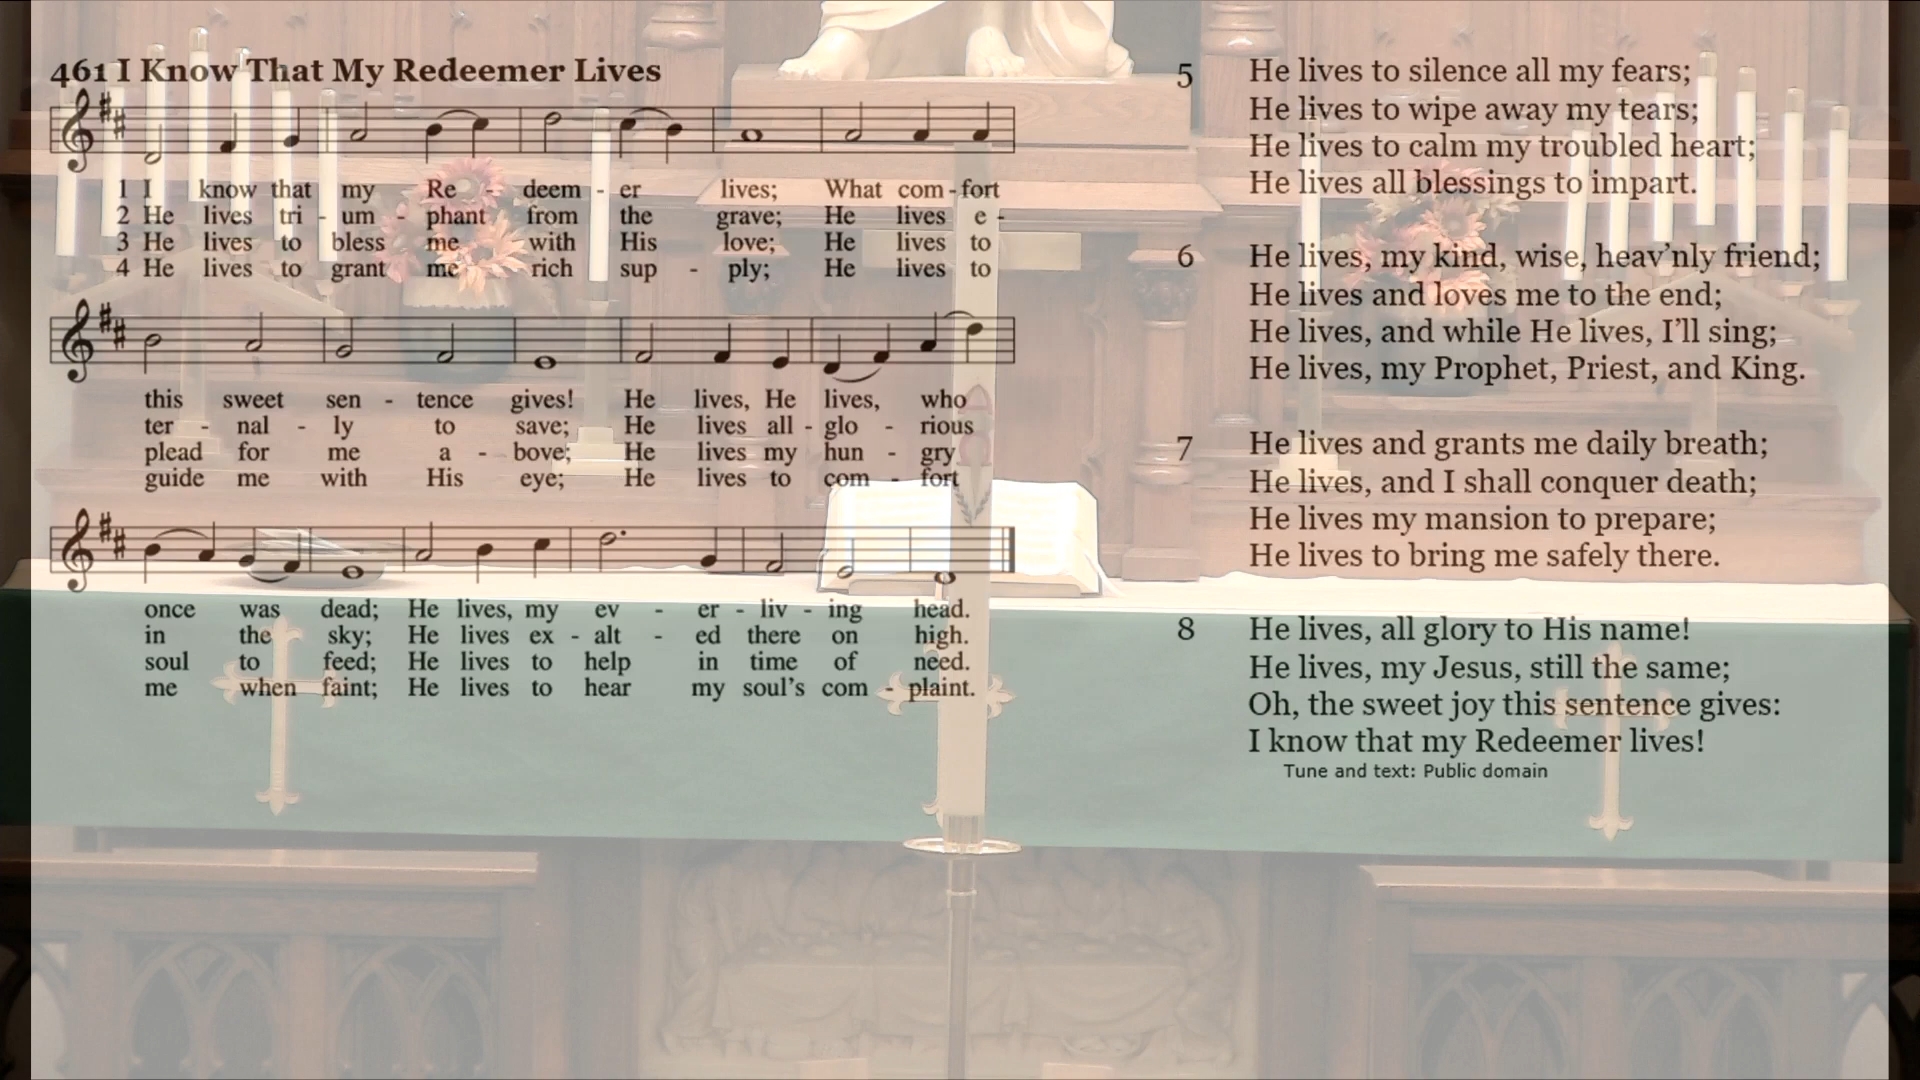 461 I Know That My Redeemer Lives
1 I know that my Re - deem - er lives; What com - fort
2 He lives tri - um - phant from the grave; He lives e -
3 He lives to bless me with His love; He lives to
4 He lives to grant me rich sup - ply; He lives to
this sweet sen - tence gives! He lives, He lives, who
ter - nal - ly to save; He lives all - glo - rious
plead for me a - bove; He lives my hun - gry
guide me with His eye; He lives to com - fort
once was dead; He lives, my ev - er - liv - ing head.
in the sky; He lives ex - alt - ed there on high.
soul to feed; He lives to help in time of need.
me when faint; He lives to hear my soul's com - plaint.
5 He lives to silence all my fears;
He lives to wipe away my tears;
He lives to calm my troubled heart;
He lives all blessings to impart.
6 He lives, my kind, wise, heav'nly friend;
He lives and loves me to the end;
He lives, and while He lives, I'll sing;
He lives, my Prophet, Priest, and King.
7 He lives and grants me daily breath;
He lives, and I shall conquer death;
He lives my mansion to prepare;
He lives to bring me safely there.
8 He lives, all glory to His name!
He lives, my Jesus, still the same;
Oh, the sweet joy this sentence gives:
I know that my Redeemer lives!
Tune and text: Public domain